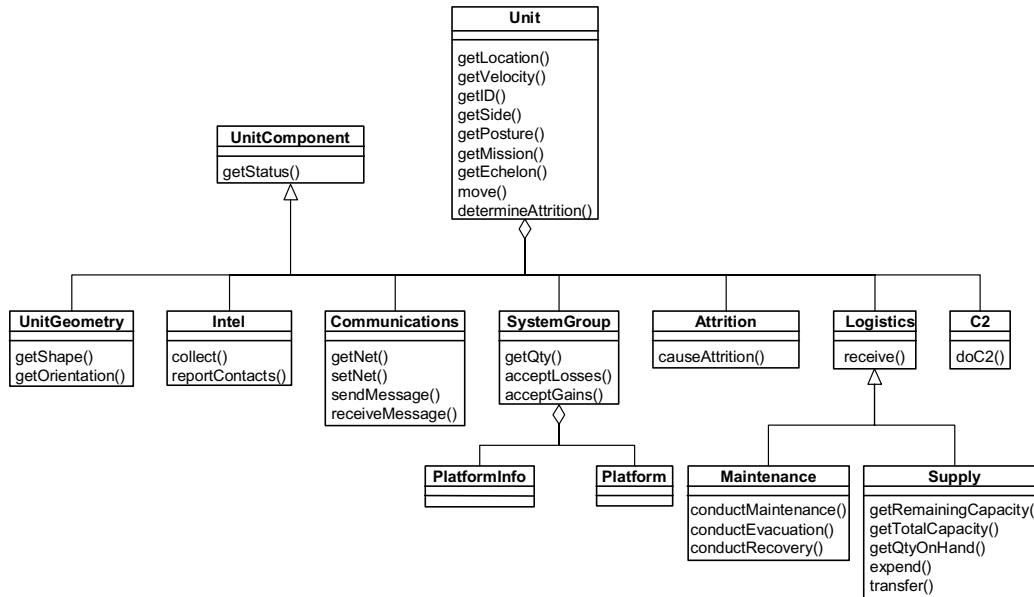 Unit
getLocation()
getVelocity()
getID()
getSide()
getPosture()
getMission()
getEchelon()
move()
determineAttrition()
UnitComponent
getStatus()
UnitGeometry
getShape()
getOrientation()
Intel
collect()
reportContacts()
Communications
getNet()
setNet()
sendMessage()
receiveMessage()
SystemGroup
getQty()
acceptLosses()
acceptGains()
Attrition
causeAttrition()
Logistics
receive()
C2
doC2()
PlatformInfo
Platform
Maintenance
conductMaintenance()
conductEvacuation()
conductRecovery()
Supply
getRemainingCapacity(
getTotalCapacity()
getQtyOnHand()
expend()
transfer()